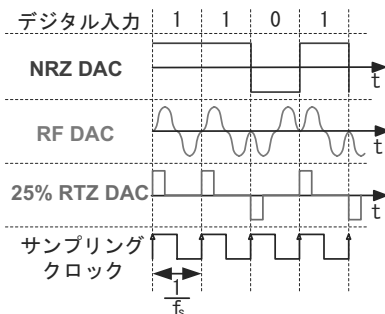 デジタル入力 1 1 0 1
NRZ DAC
t
RF DAC
t
25% RTZ DAC
t
サンプリング
クロック
1
fs